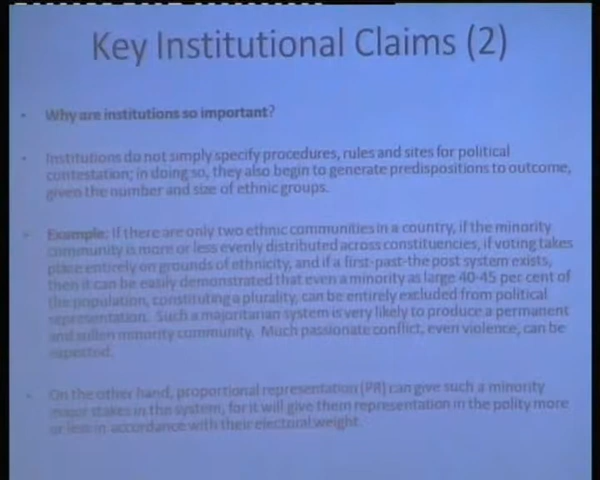 Key Institutional Claims (2)
Why are institutions so important?
Institutions do not simply specify procedures, rules and sites for political
contestation; in doing so, they also begin to generate predispositions to outcome,
given the number and size of ethnic groups.
Example: If there are only two ethnic communities in a country, if the minority
community is more or less evenly distributed across constituencies, if voting takes
place entirely on grounds of ethnicity, and if a first-past-the post system exists,
then it can be easily demonstrated that even a minority as large 40-45 per cent of
the population, constituting a plurality, can be entirely excluded from political
representation. Such a majoritarian system is very likely to produce a permanent
and sullen minority community. Much passionate conflict, even violence, can be
expected.
On the other hand, proportional representation (PR) can give such a minority
major stakes in the system, for it will give them representation in the polity more
or less in accordance with their electoral weight.